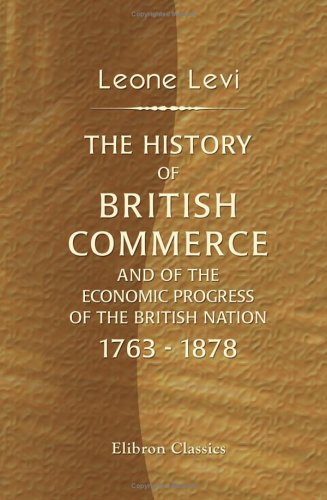 Leone Levi
THE HISTORY
OF
BRITISH
COMMERCE
AND OF THE
ECONOMIC PROGRESS
OF THE BRITISH NATION
1763 - 1878
Elibron Classics